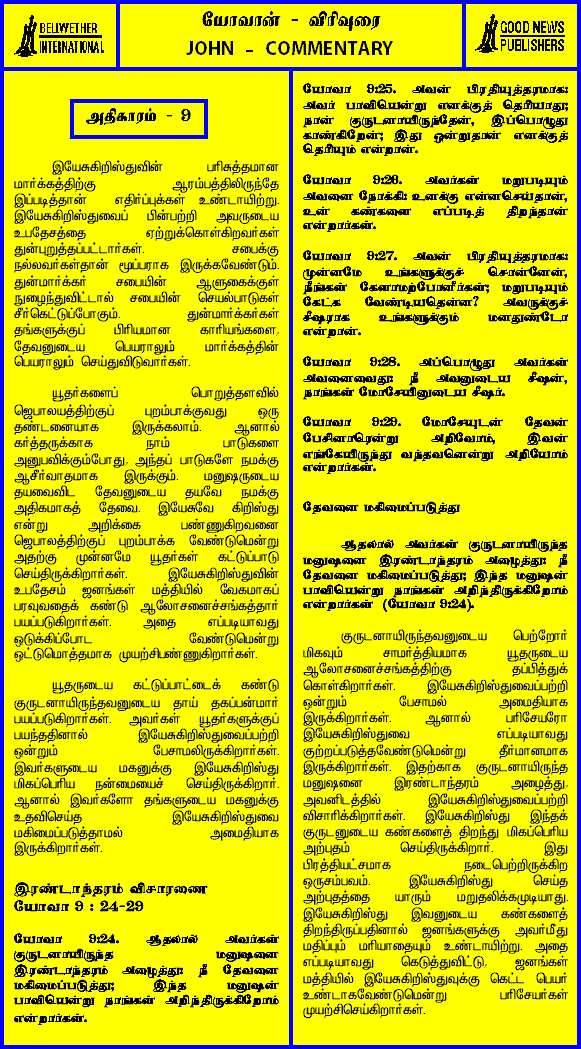 BELWETHER
INTERNATIONAL
யோவான் - விரிவுரை
JOHN - COMMENTARY
GOOD NEWS
PUBLISHERS
அதிகாரம் - 9
இயேசுகிறிஸ்துவின் பரிசுத்தமான
மார்க்கத்திற்கு ஆரம்பத்திலிருந்தே
இப்படித்தான் எதிர்ப்புக்கள் உண்டாயிற்று.
இயேசுகிறிஸ்துவைப் பின்பற்றி அவருடைய
உபதேசத்தை ஏற்றுக்கொள்கிறவர்கள்
துன்புறுத்தப்பட்டார்கள். சபைக்கு
நல்லவர்கள்தான் மூப்பராக இருக்கவேண்டும்.
துன்மார்க்கர் சபையின் ஆளுகைக்குள்
நுழைந்துவிட்டால் சபையின் செயல்பாடுகள்
சீர்கெட்டுப்போகும். துன்மார்க்கர்கள்
தங்களுக்குப் பிரியமான காரியங்களை,
தேவனுடைய பெயராலும் மார்க்கத்தின்
பெயராலும் செய்துவிடுவார்கள்.
யூதர்களைப் பொறுத்தளவில்
ஜெபாலயத்திற்குப் புறம்பாக்குவது ஒரு
தண்டனையாக இருக்கலாம். ஆனால்
கர்த்தருக்காக நாம் பாடுகளை
அனுபவிக்கும்போது, அந்தப் பாடுகளே நமக்கு
ஆசீர்வாதமாக இருக்கும். மனுஷருடைய
தயவைவிட தேவனுடைய தயவே நமக்கு
அதிகமாகத் தேவை. இயேசுவே கிறிஸ்து
என்று அறிக்கை பண்ணுகிறவனை
ஜெபாலயத்திற்குப் புறம்பாக்க வேண்டுமென்று
அதற்கு முன்னமே யூதர்கள் கட்டுப்பாடு
செய்திருக்கிறார்கள். இயேசுகிறிஸ்துவின்
உபதேசம் ஜனங்கள் மத்தியில் வேகமாகப்
பரவுவதைக் கண்டு ஆலோசனைச்சங்கத்தார்
பயப்படுகிறார்கள். அதை எப்படியாவது
ஒடுக்கிப்போட வேண்டுமென்று
ஒட்டுமொத்தமாக முயற்சிபண்ணுகிறார்கள்.
யூதருடைய கட்டுப்பாட்டைக் கண்டு
குருடனாயிருந்தவனுடைய தாய் தகப்பன்மார்
பயப்படுகிறார்கள். அவர்கள் யூதர்களுக்குப்
பயந்ததினால் இயேசுகிறிஸ்துவைப்பற்றி
ஒன்றும் பேசாமலிருக்கிறார்கள்.
இவர்களுடைய மகனுக்கு இயேசுகிறிஸ்து
மிகப்பெரிய நன்மையைச் செய்திருக்கிறார்.
ஆனால் இவர்களோ தங்களுடைய மகனுக்கு
உதவிசெய்த இயேசுகிறிஸ்துவை
மகிமைப்படுத்தாமல் அமைதியாக
இருக்கிறார்கள்.
இரண்டாந்தரம் விசாரணை
யோவா 9 : 24-29
யோவா 9:24. ஆதலால் அவர்கள்
குருடனாயிருந்த மனுஷனை
இரண்டாந்தரம் அழைத்து: நீ தேவனை
மகிமைப்படுத்து; இந்த மனுஷன்
பாவியென்று நாங்கள் அறிந்திருக்கிறோம்
என்றார்கள்.
யோவா 9:25. அவன் பிரதியுத்தரமாக:
அவர் பாவியென்று எனக்குத் தெரியாது;
நான் குருடனாயிருந்தேன், இப்பொழுது
காண்கிறேன்; இது ஒன்றுதான் எனக்குத்
தெரியும் என்றான்.
யோவா 9:26. அவர்கள் மறுபடியும்
அவனை நோக்கி: உனக்கு என்னசெய்தான்,
உன் கண்களை எப்படித் திறந்தான்
என்றார்கள்.
யோவா 9:27. அவன் பிரதியுத்தரமாக:
முன்னமே உங்களுக்குச் சொன்னேன்,
நீங்கள் கேளாமற்போனீர்கள்; மறுபடியும்
கேட்க வேண்டியதென்ன? அவருக்குச்
சீஷராக உங்களுக்கும் மனதுண்டோ
என்றான்.
யோவா 9:28. அப்பொழுது அவர்கள்
அவனைவைது: நீ அவனுடைய சீஷன்,
நாங்கள் மோசேயினுடைய சீஷர்.
யோவா 9:29. மோசேயுடன் தேவன்
பேசினாரென்று அறிவோம், இவன்
எங்கேயிருந்து வந்தவனென்று அறியோம்
என்றார்கள்.
தேவனை மகிமைப்படுத்து
ஆதலால் அவர்கள் குருடனாயிருந்த
மனுஷனை இரண்டாந்தரம் அழைத்து: நீ
தேவனை மகிமைப்படுத்து; இந்த மனுஷன்
பாவியென்று நாங்கள் அறிந்திருக்கிறோம்
என்றார்கள் (யோவா 9:24).
குருடனாயிருந்தவனுடைய பெற்றோர்
மிகவும் சாமர்த்தியமாக யூதருடைய
ஆலோசனைச்சங்கத்திற்கு தப்பித்துக்
கொள்கிறார்கள். இயேசுகிறிஸ்துவைப்பற்றி
ஒன்றும் பேசாமல் அமைதியாக
இருக்கிறார்கள். ஆனால் பரிசேயரோ
இயேசுகிறிஸ்துவை எப்படியாவது
குற்றப்படுத்தவேண்டுமென்று தீர்மானமாக
இருக்கிறார்கள். இதற்காக குருடனாயிருந்த
மனுஷனை இரண்டாந்தரம் அழைத்து,
அவனிடத்தில் இயேசுகிறிஸ்துவைப்பற்றி
விசாரிக்கிறார்கள். இயேசுகிறிஸ்து இந்தக்
குருடனுடைய கண்களைத் திறந்து மிகப்பெரிய
அற்புதம் செய்திருக்கிறார். இது
பிரத்தியட்சமாக நடைபெற்றிருக்கிற
ஒருசம்பவம். இயேசுகிறிஸ்து செய்த
அற்புதத்தை யாரும் மறுதலிக்கமுடியாது.
இயேசுகிறிஸ்து இவனுடைய கண்களைத்
திறந்திருப்பதினால் ஜனங்களுக்கு அவர்மீது
மதிப்பும் மரியாதையும் உண்டாயிற்று. அதை
எப்படியாவது கெடுத்துவிட்டு, ஜனங்கள்
மத்தியில் இயேசுகிறிஸ்துவுக்கு கெட்ட பெயர்
உண்டாகவேண்டுமென்று பரிசேயர்கள்
முயற்சிசெய்கிறார்கள்.